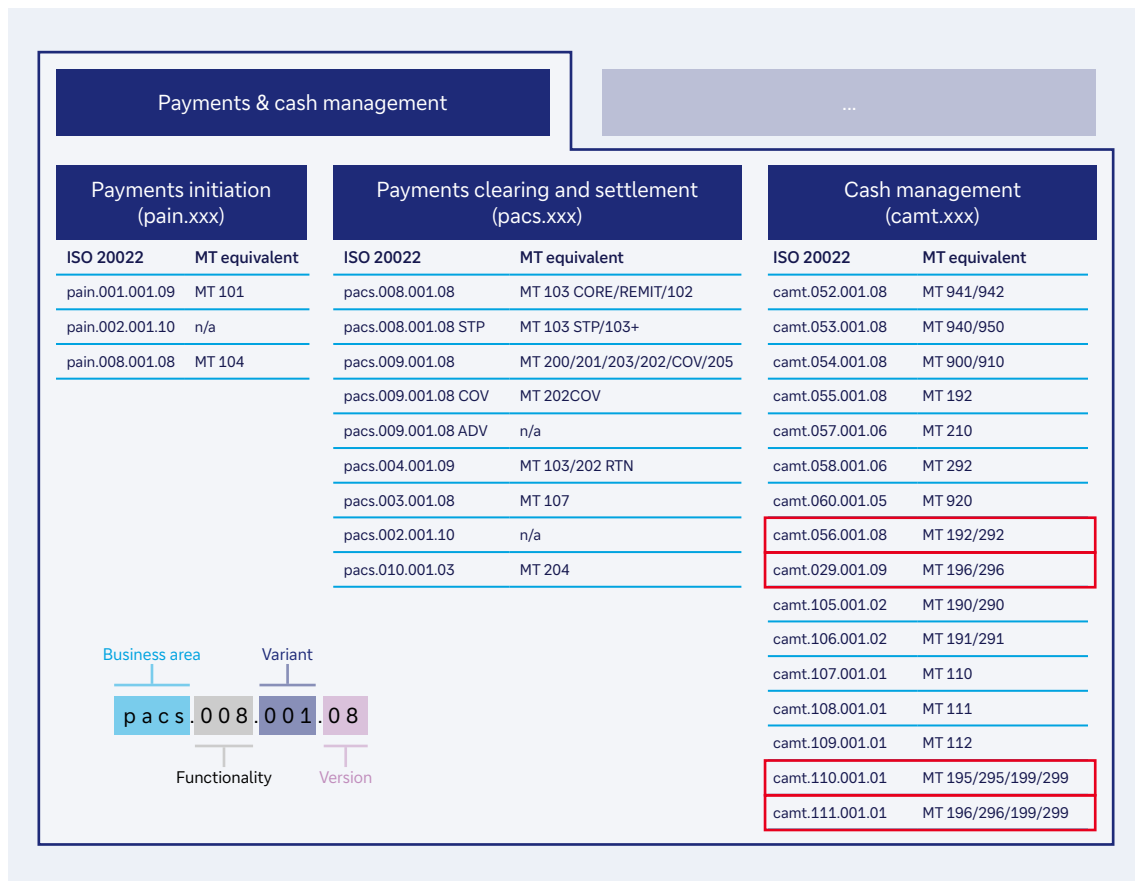 Payments & cash management
...
Payments initiation
(pain.xxx)
ISO 20022 MT equivalent
pain.001.001.09 MT 101
pain.002.001.10 n/a
pain.008.001.08 MT 104
Payments clearing and settlement
(pacs.xxx)
ISO 20022 MT equivalent
pacs.008.001.08 MT 103 CORE/REMIT/102
pacs.008.001.08 STP MT 103 STP/103+
pacs.009.001.08 MT 200/201/203/202/COV/205
pacs.009.001.08 COV MT 202COV
pacs.009.001.08 ADV n/a
pacs.004.001.09 MT 103/202 RTN
pacs.003.001.08 MT 107
pacs.002.001.10 n/a
pacs.010.001.03 MT 204
Cash management
(camt.xxx)
ISO 20022 MT equivalent
camt.052.001.08 MT 941/942
camt.053.001.08 MT 940/950
camt.054.001.08 MT 900/910
camt.055.001.08 MT 192
camt.057.001.06 MT 210
camt.058.001.06 MT 292
camt.060.001.05 MT 920
camt.056.001.08 MT 192/292
camt.029.001.09 MT 196/296
camt.105.001.02 MT 190/290
camt.106.001.02 MT 191/291
camt.107.001.01 MT 110
camt.108.001.01 MT 111
camt.109.001.01 MT 112
camt.110.001.01 MT 195/295/199/299
camt.111.001.01 MT 196/296/199/299
Business area Variant
pacs.008.001.08
Functionality Version